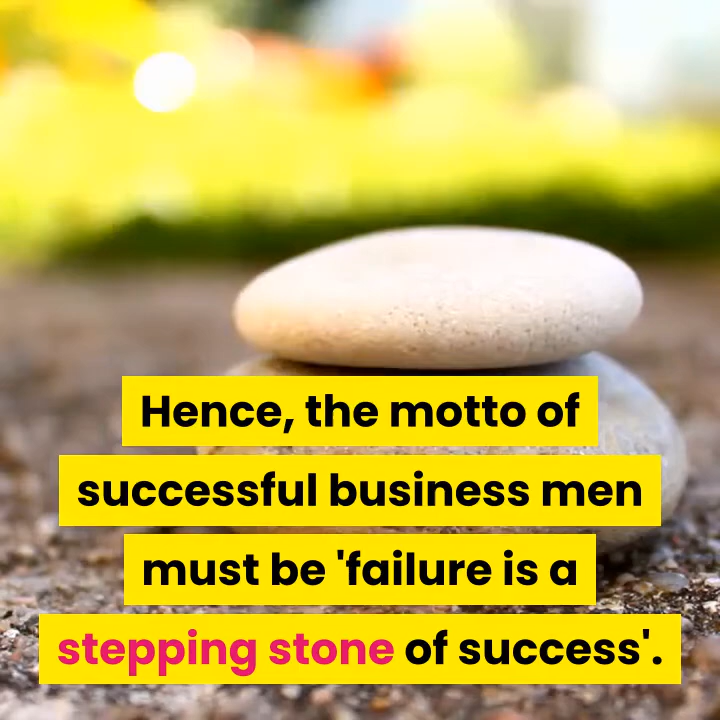 Hence, the motto of
successful business men
must be 'failure is a
stepping stone of success'.